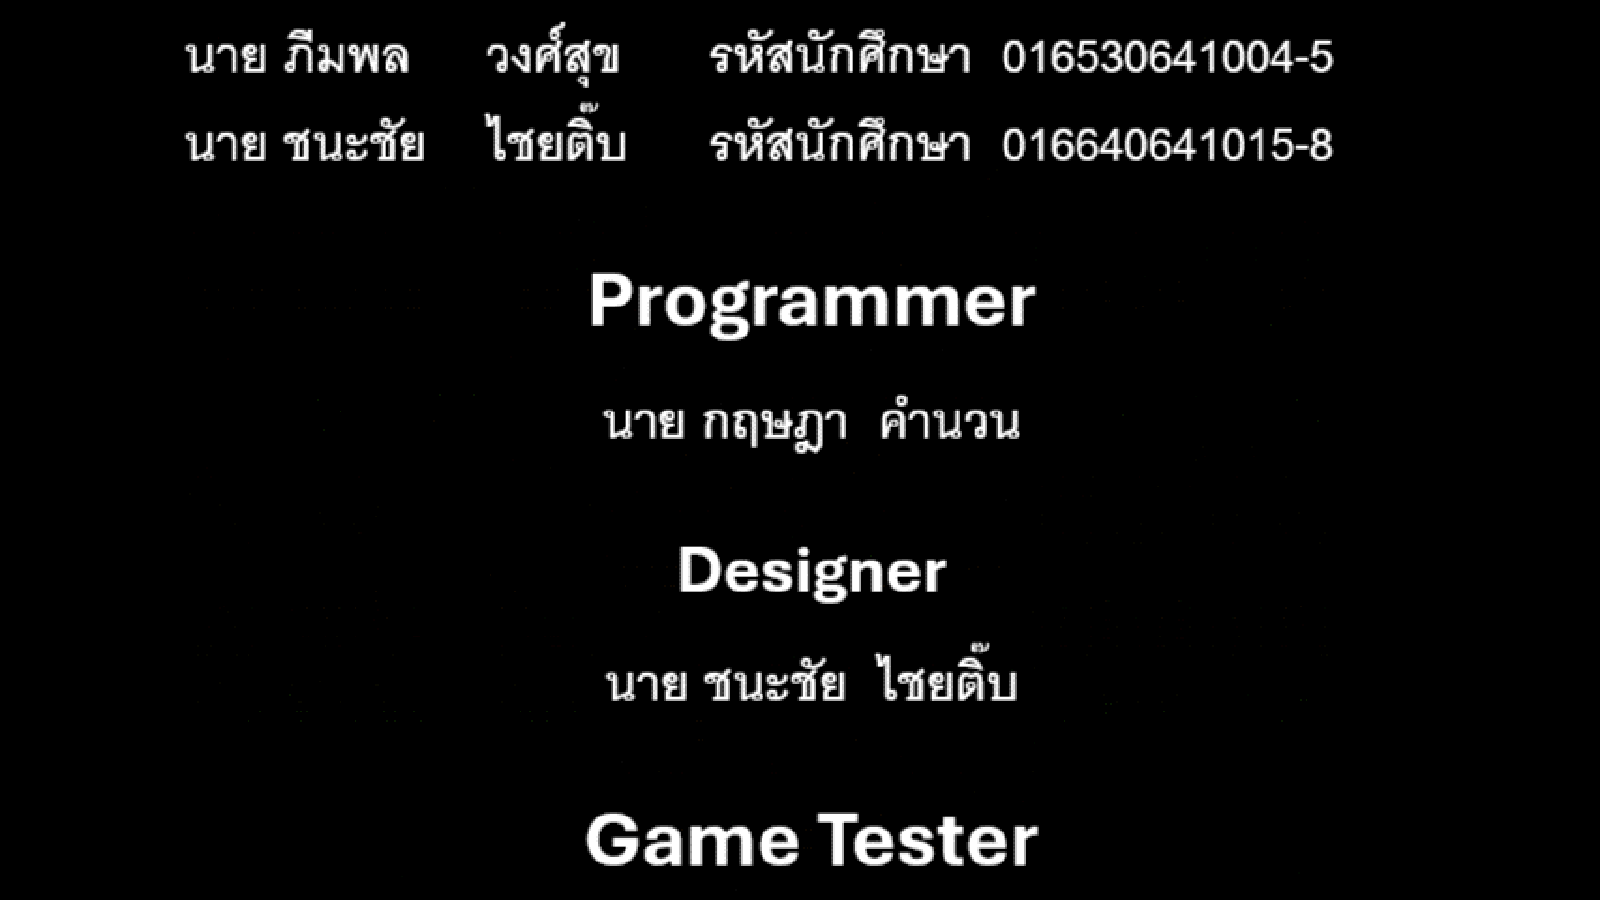 นาย ภีมพล วงศ์สุข รหัสนักศึกษา 016530641004-5
นาย ชนะชัย ไชยติ๊บ รหัสนักศึกษา 016640641015-8
Programmer
นาย กฤษฎา คำนวน
Designer
นาย ชนะชัย ไชยติ๊บ
Game Tester